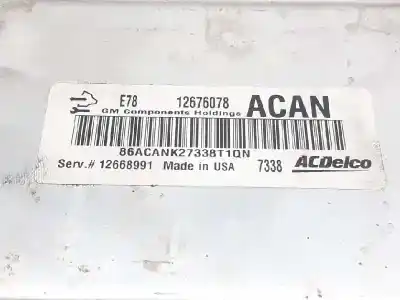 E78 12676078 ACAN
GM Components Holdings
86ACANK27338T1QN
Serv.# 12668991 Made in USA 7338 ACDelco